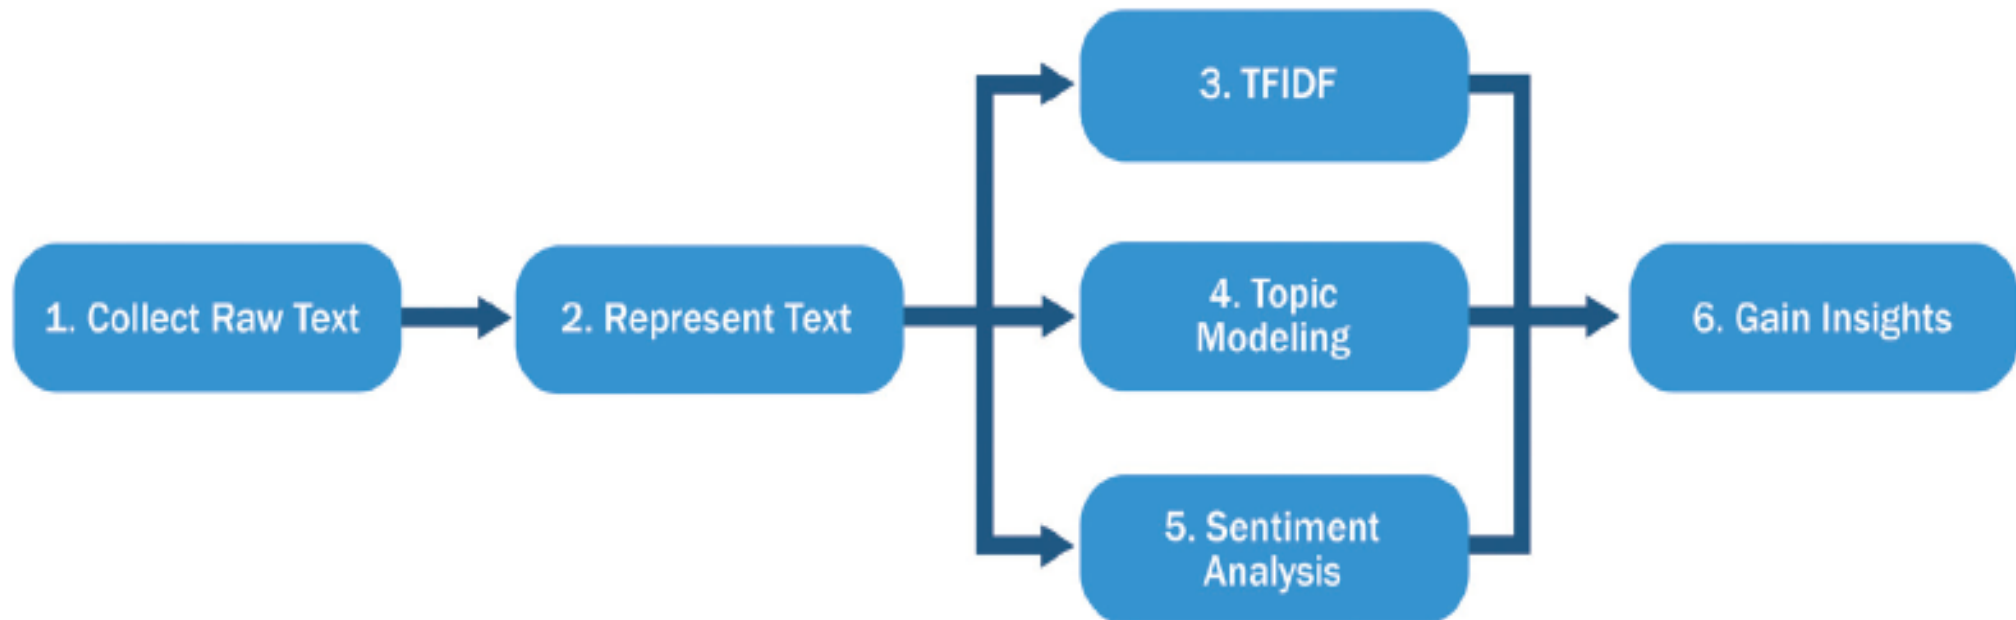 1. Collect Raw Text
2. Represent Text
3. TFIDF
4. Topic
Modeling
5. Sentiment
Analysis
6. Gain Insights